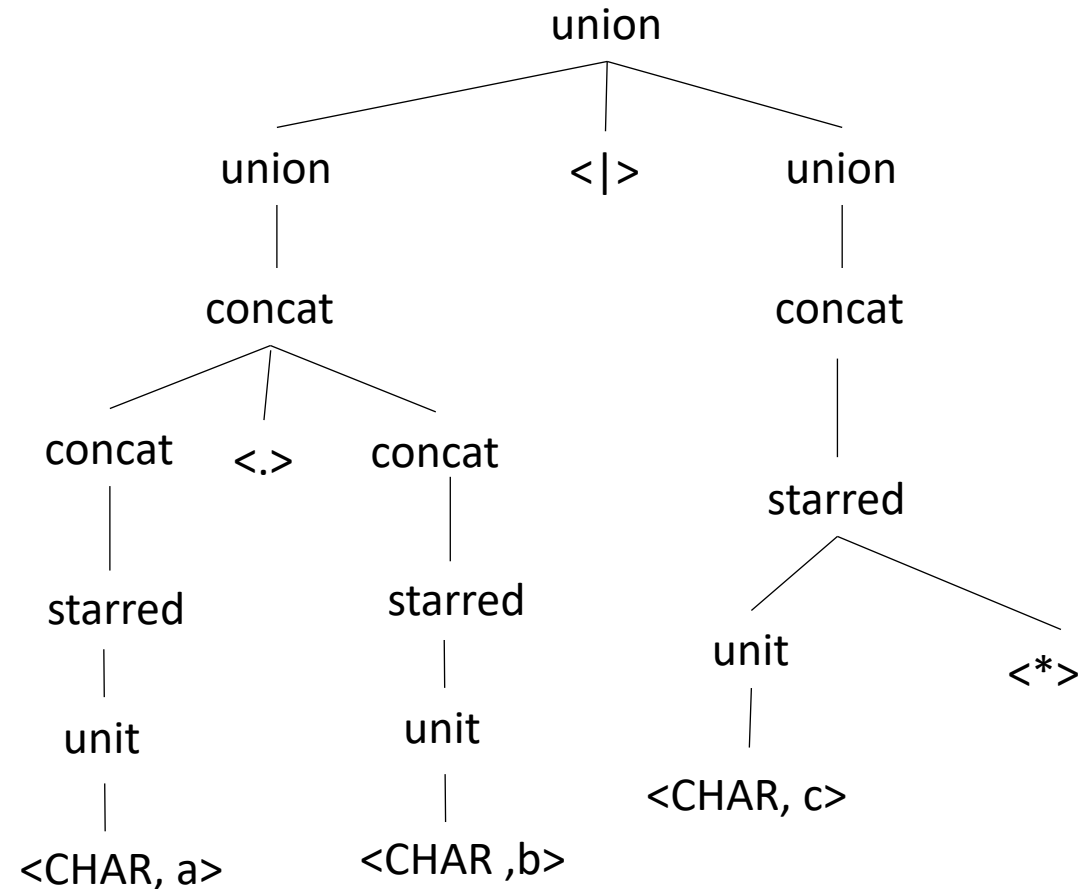 union
union <|> union
concat concat
concat <.> concat
starred
starred starred
unit <*>
unit unit
<CHAR, c>
<CHAR, a> <CHAR ,b>